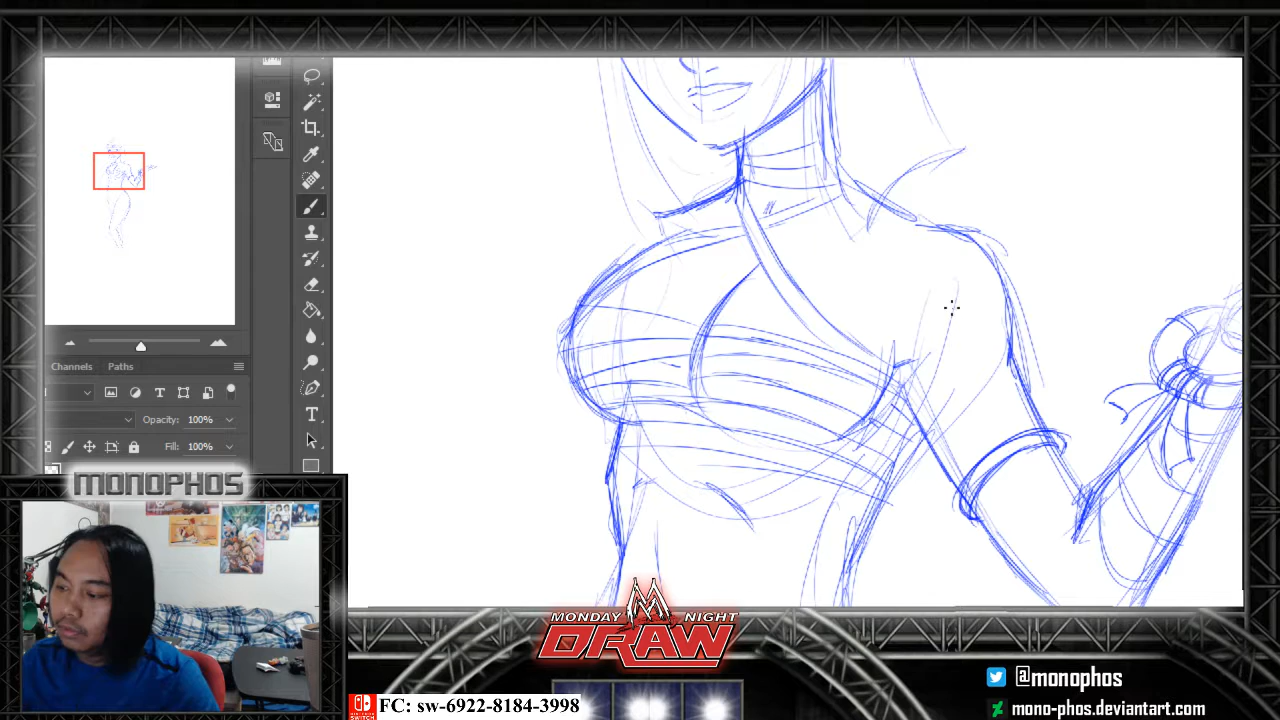 Channels Paths
Opacity: 100%
Fill: 100%
MONOPHOS
MONDAY NIGHT
DRAW
FC: sw-6922-8184-3998
@monophos
mono-phos.deviantart.com